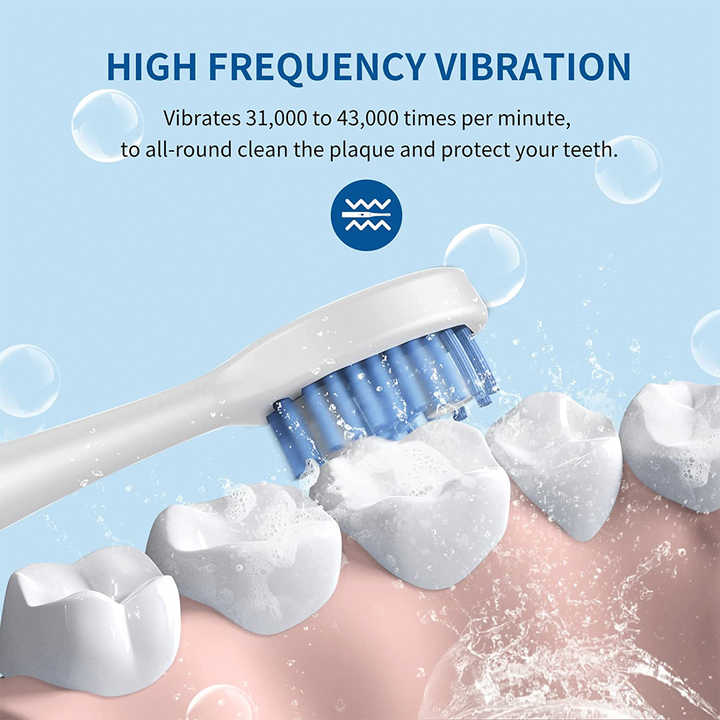 HIGH FREQUENCY VIBRATION
Vibrates 31,000 to 43,000 times per minute,
to all-round clean the plaque and protect your teeth.